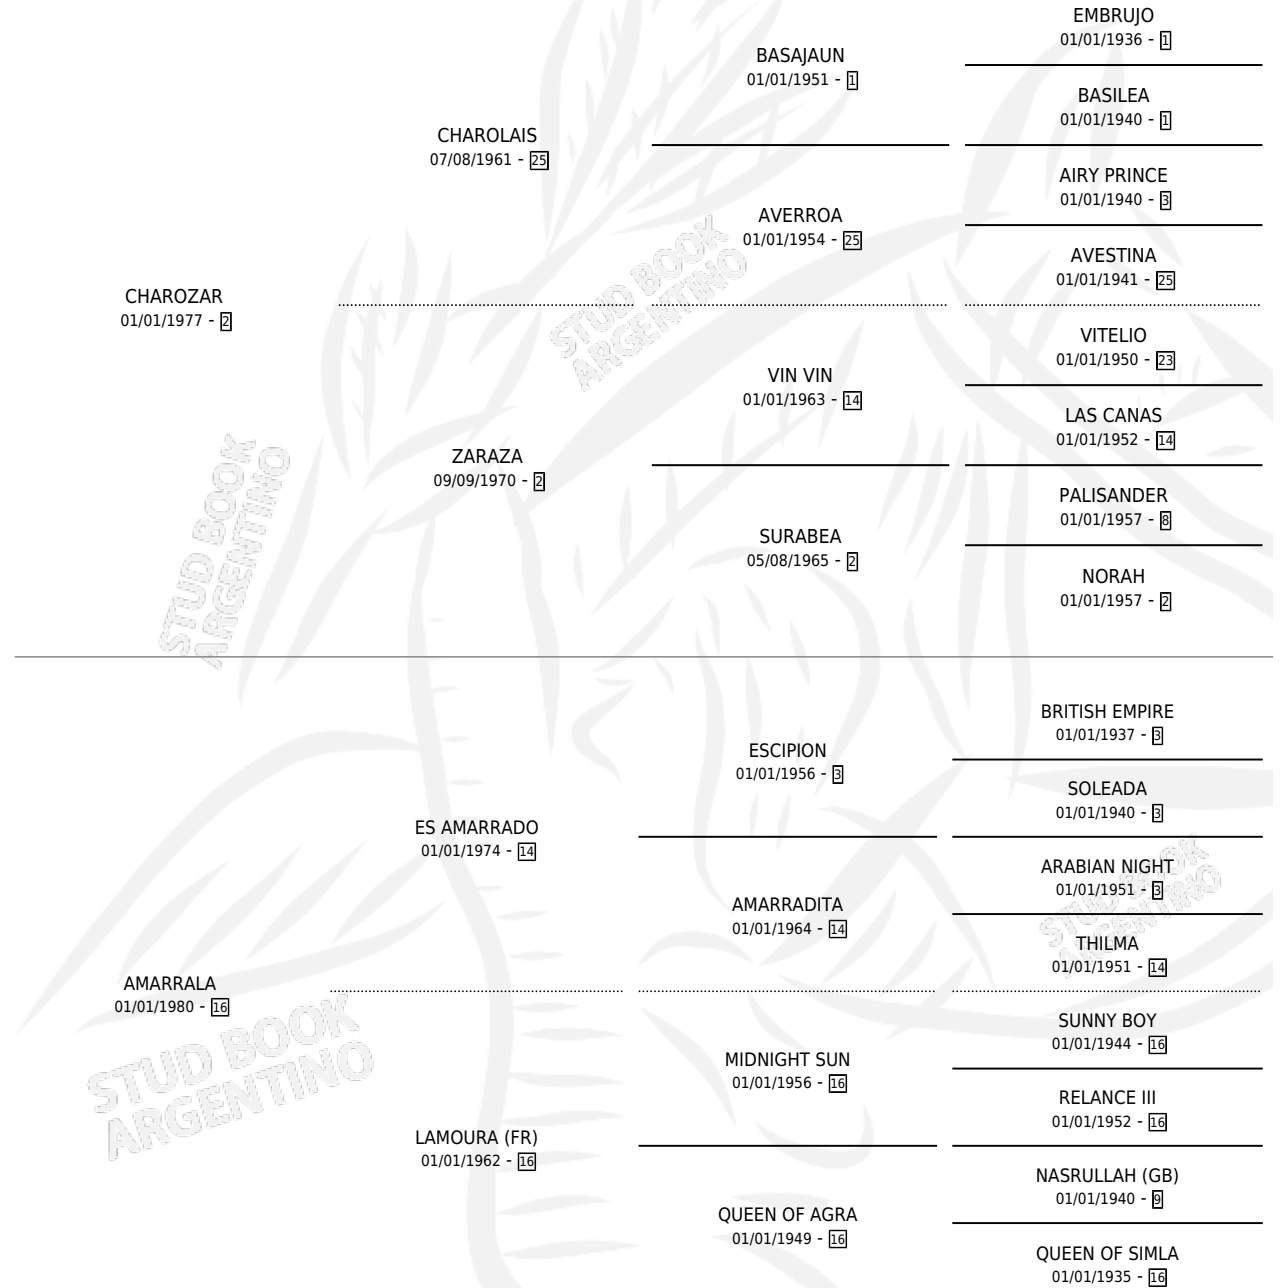 EMBRUJO
01/01/1936 - 1
BASAJAUN
01/01/1951 - 1
BASILEA
01/01/1940 - 1
CHAROLAIS
07/08/1961 - 25
AIRY PRINCE
01/01/1940 - 3
AVERROA
01/01/1954 - 25
AVESTINA
01/01/1941 - 25
CHAROZAR
01/01/1977 - 2
VITELIO
01/01/1950 - 23
VIN VIN
01/01/1963 - 14
LAS CANAS
01/01/1952 - 14
ZARAZA
09/09/1970 - 2
PALISANDER
01/01/1957 - 8
SURABEA
05/08/1965 - 2
NORAH
01/01/1957 - 2
STUD BOOK
ARGENTINO
STUD BOOK
ARGENTINO
BRITISH EMPIRE
01/01/1937 - 3
ESCIPION
01/01/1956 - 3
SOLEADA
01/01/1940 - 3
ES AMARRADO
01/01/1974 - 14
ARABIAN NIGHT
01/01/1951 - 3
AMARRADITA
01/01/1964 - 14
THILMA
01/01/1951 - 14
AMARRALA
01/01/1980 - 16
SUNNY BOY
01/01/1944 - 16
MIDNIGHT SUN
01/01/1956 - 16
RELANCE III
01/01/1952 - 16
LAMOURA (FR)
01/01/1962 - 16
NASRULLAH (GB)
01/01/1940 - 9
QUEEN OF AGRA
01/01/1949 - 16
QUEEN OF SIMLA
01/01/1935 - 16
STUD BOOK
ARGENTINO
STUD BOOK
ARGENTINO